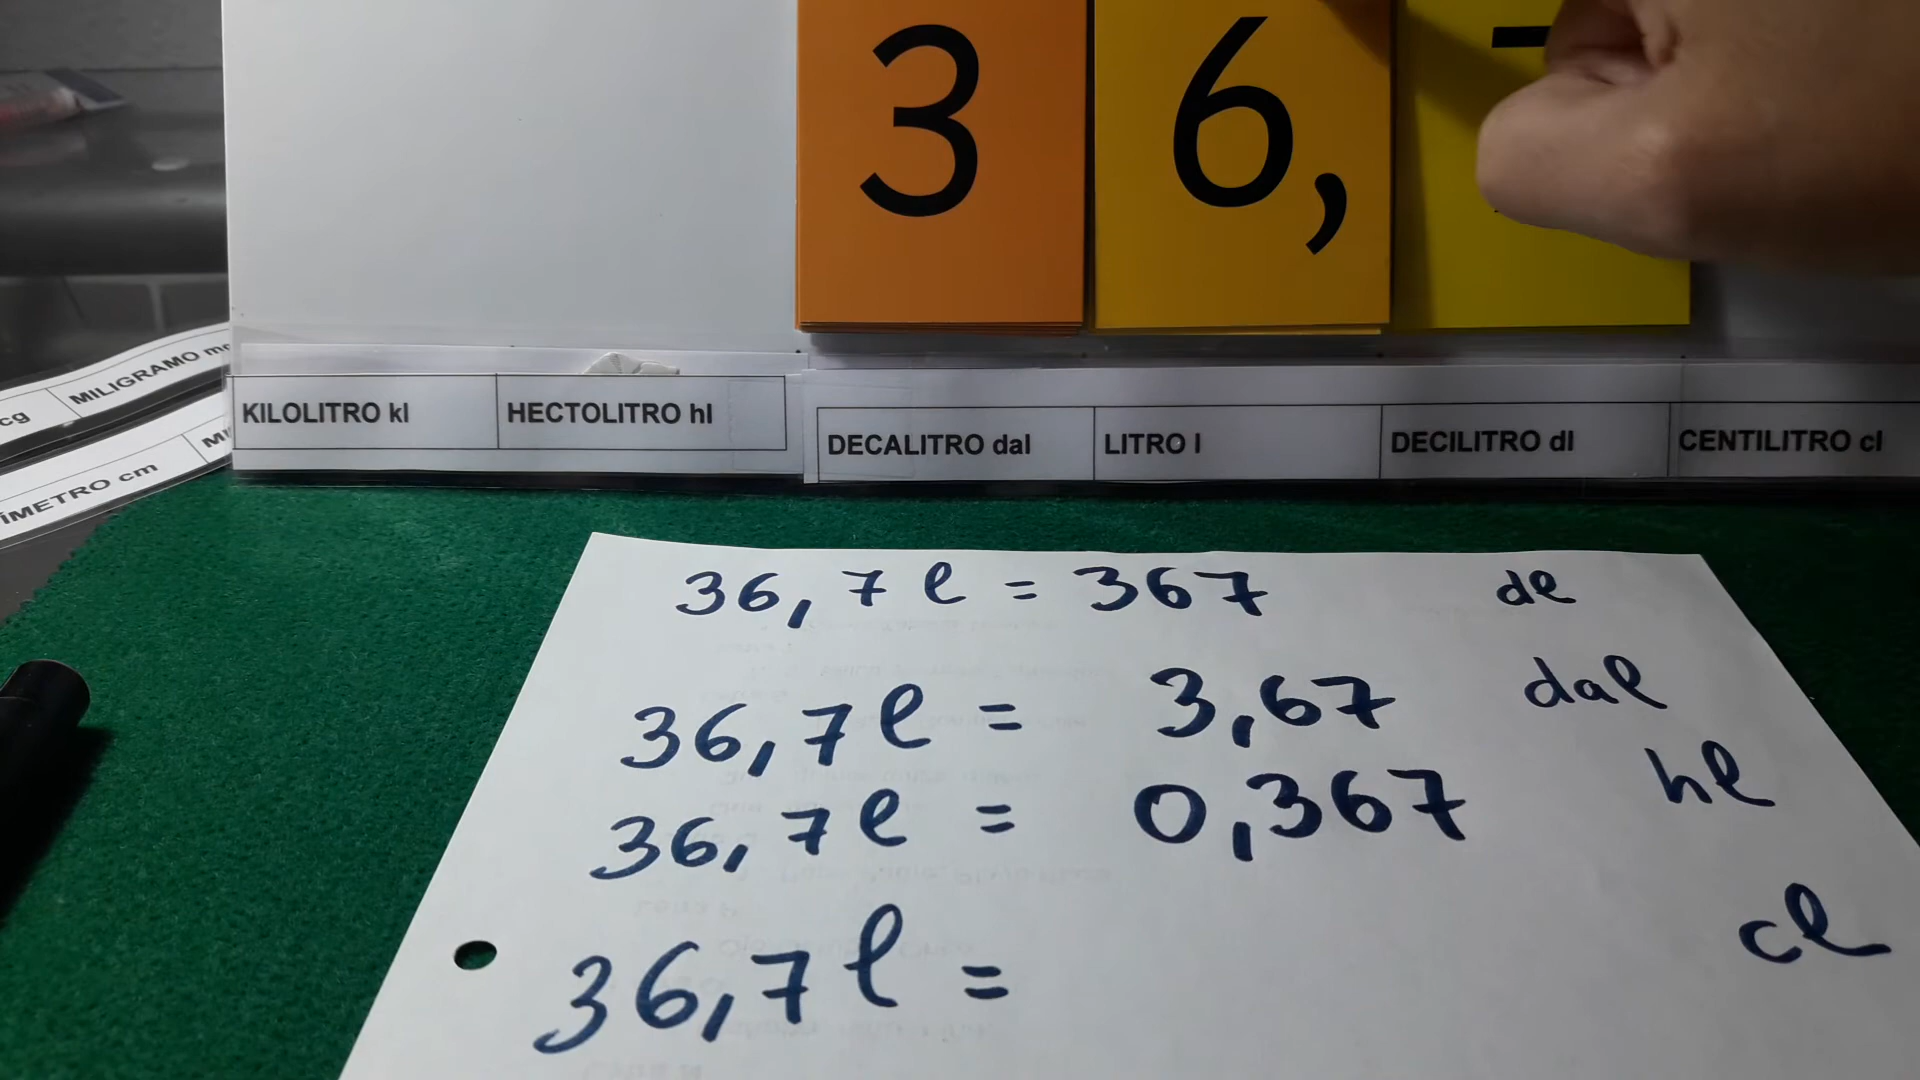 3 6,
cg MILIGRAMO
ÍMETRO cm
KILOLITRO kl HECTOLITRO hl DECALITRO dal LITRO l DECILITRO dl CENTILITRO cl
36,7 l = 367 dl
36,7 l = 3,67 dal
36,7 l = 0,367 hl
36,7 l = cl